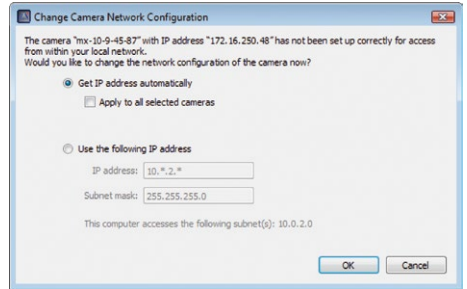 Change Camera Network Configuration
The camera "mx-10-9-45-87" with IP address "172.16.250.48" has not been set up correctly for access
from within your local network.
Would you like to change the network configuration of the camera now?
Get IP address automatically
Apply to all selected cameras
Use the following IP address
IP address: 10.*.2.*
Subnet mask: 255.255.255.0
This computer accesses the following subnet(s): 10.0.2.0
OK Cancel